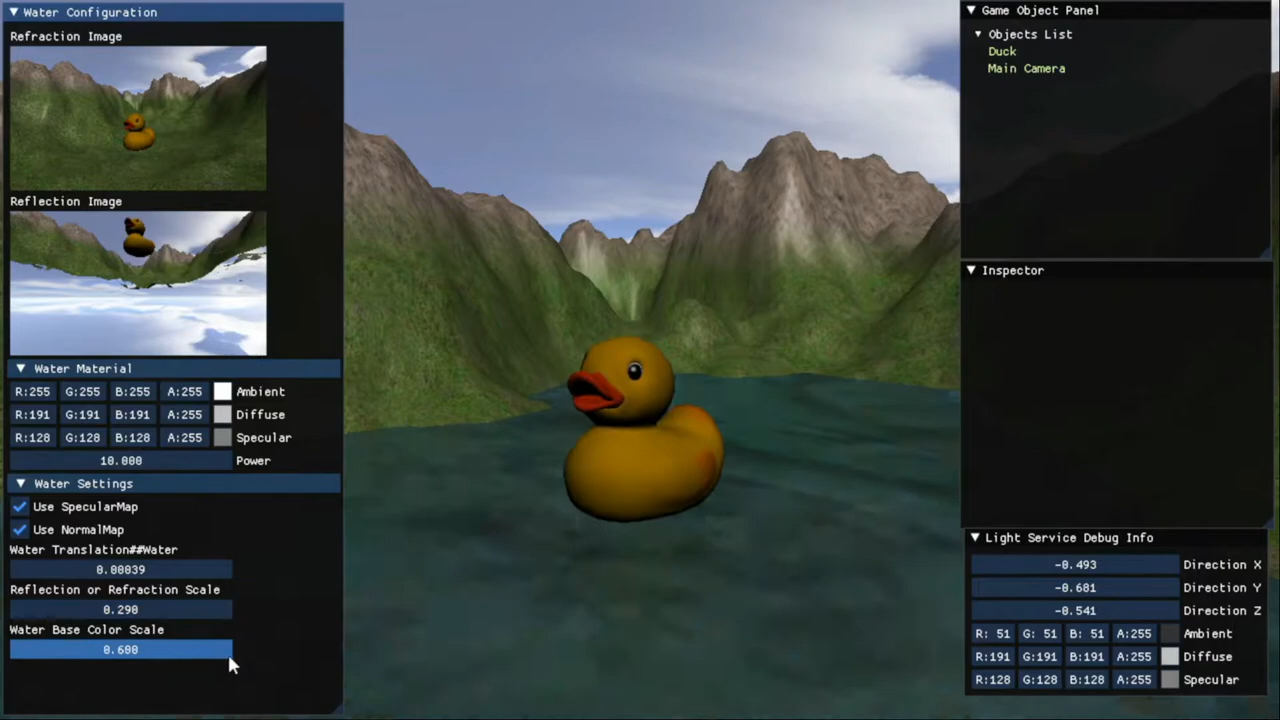 Water Configuration
Refraction Image
Reflection Image
Water Material
R:255 G:255 B:255 A:255 Ambient
R:191 G:191 B:191 A:255 Diffuse
R:128 G:128 B:128 A:255 Specular
10.000 Power
Water Settings
Use SpecularMap
Use NormalMap
Water Translation##Water
0.00039
Reflection or Refraction Scale
0.290
Water Base Color Scale
0.600
Game Object Panel
Objects List
Duck
Main Camera
Inspector
Light Service Debug Info
-0.493 Direction X
-0.681 Direction Y
-0.541 Direction Z
R: 51 G: 51 B: 51 A:255 Ambient
R:191 G:191 B:191 A:255 Diffuse
R:128 G:128 B:128 A:255 Specular